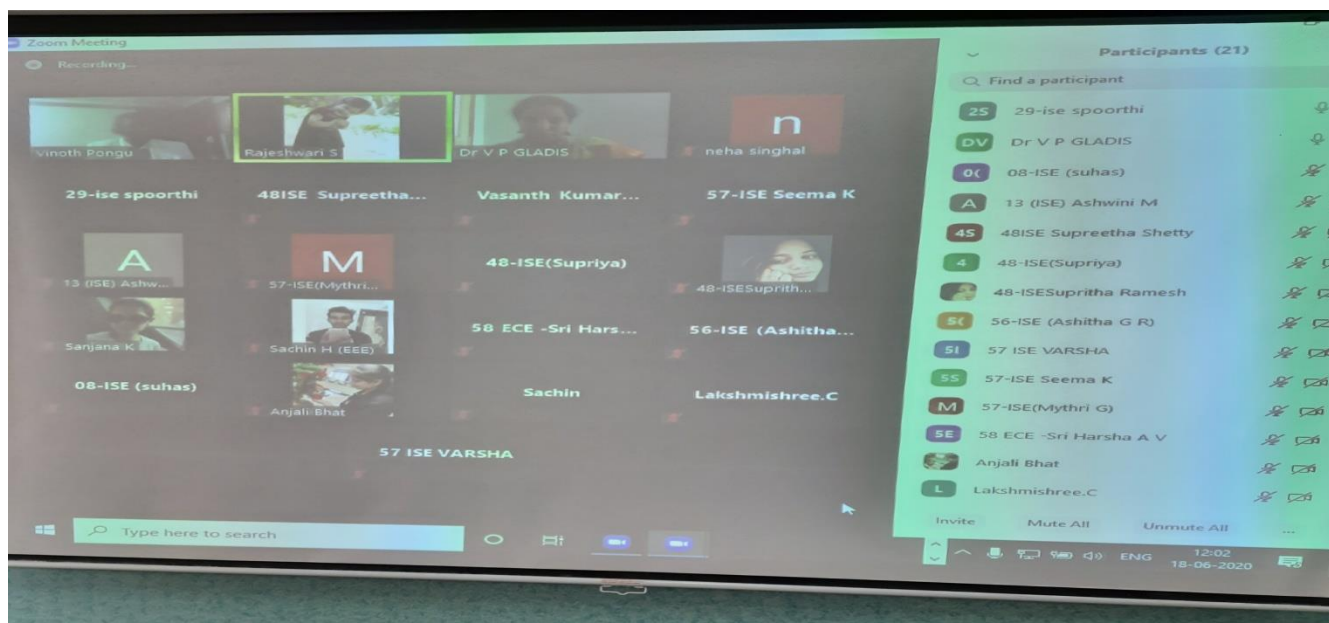 Zoom Meeting
Recording...
vinoth Pongu
Rajeshwari S
Dr V P GLADIS
n
neha singhal
29-ise spoorthi
48ISE Supreetha...
Vasanth Kumar...
57-ISE Seema K
A
13 (ISE) Ashw...
M
57-ISE(Mythri...
48-ISE(Supriya)
48-ISESuprith...
Sanjana K
Sachin H (EEE)
58 ECE -Sri Hars...
56-ISE (Ashitha...
08-ISE (suhas)
Anjali Bhat
Sachin
Lakshmishree.C
57 ISE VARSHA
Type here to search
Participants (21)
Find a participant
2S 29-ise spoorthi
DV Dr V P GLADIS
0( 08-ISE (suhas)
A 13 (ISE) Ashwini M
4S 48ISE Supreetha Shetty
4 48-ISE(Supriya)
48-ISESupritha Ramesh
5( 56-ISE (Ashitha G R)
5I 57 ISE VARSHA
5S 57-ISE Seema K
M 57-ISE(Mythri G)
5E 58 ECE -Sri Harsha A V
Anjali Bhat
L Lakshmishree.C
Invite Mute All Unmute All ...
ENG 12:02
18-06-2020